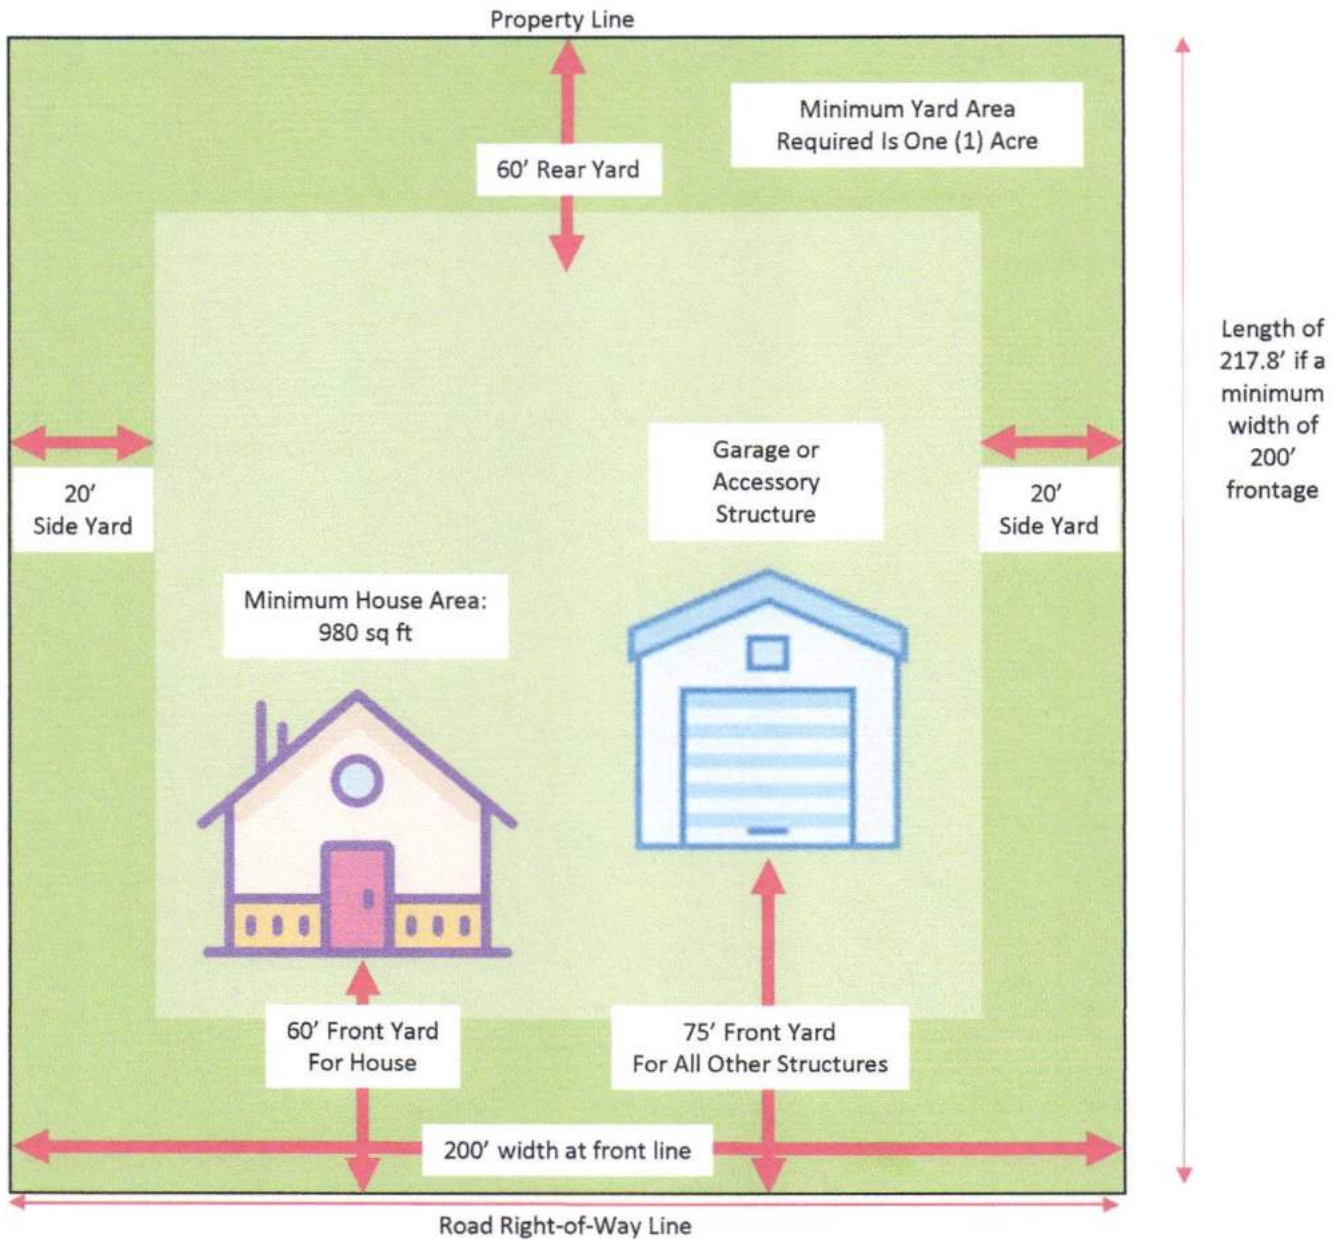 Property Line
Minimum Yard Area
Required Is One (1) Acre
60' Rear Yard
Length of
217.8' if a
minimum
width of
200'
frontage
20'
Side Yard
Garage or
Accessory
Structure
20'
Side Yard
Minimum House Area:
980 sq ft
60' Front Yard
For House
75' Front Yard
For All Other Structures
200' width at front line
Road Right-of-Way Line